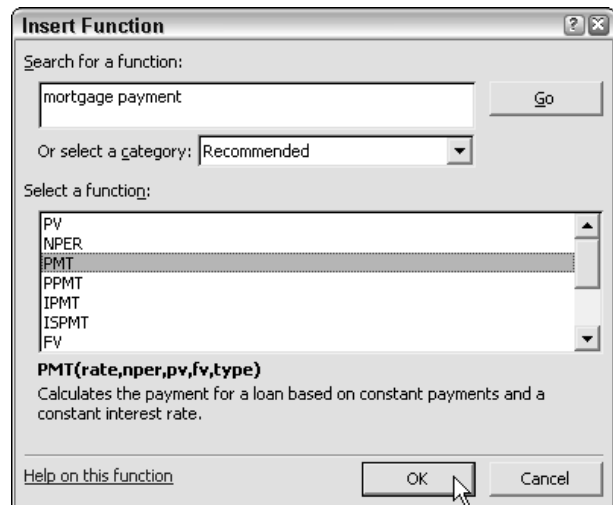 Insert Function
Search for a function:
mortgage payment
Go
Or select a category: Recommended
Select a function:
PV
NPER
PMT
PPMT
IPMT
ISPMT
FV
PMT(rate,nper,pv,fv,type)
Calculates the payment for a loan based on constant payments and a
constant interest rate.
Help on this function
OK
Cancel